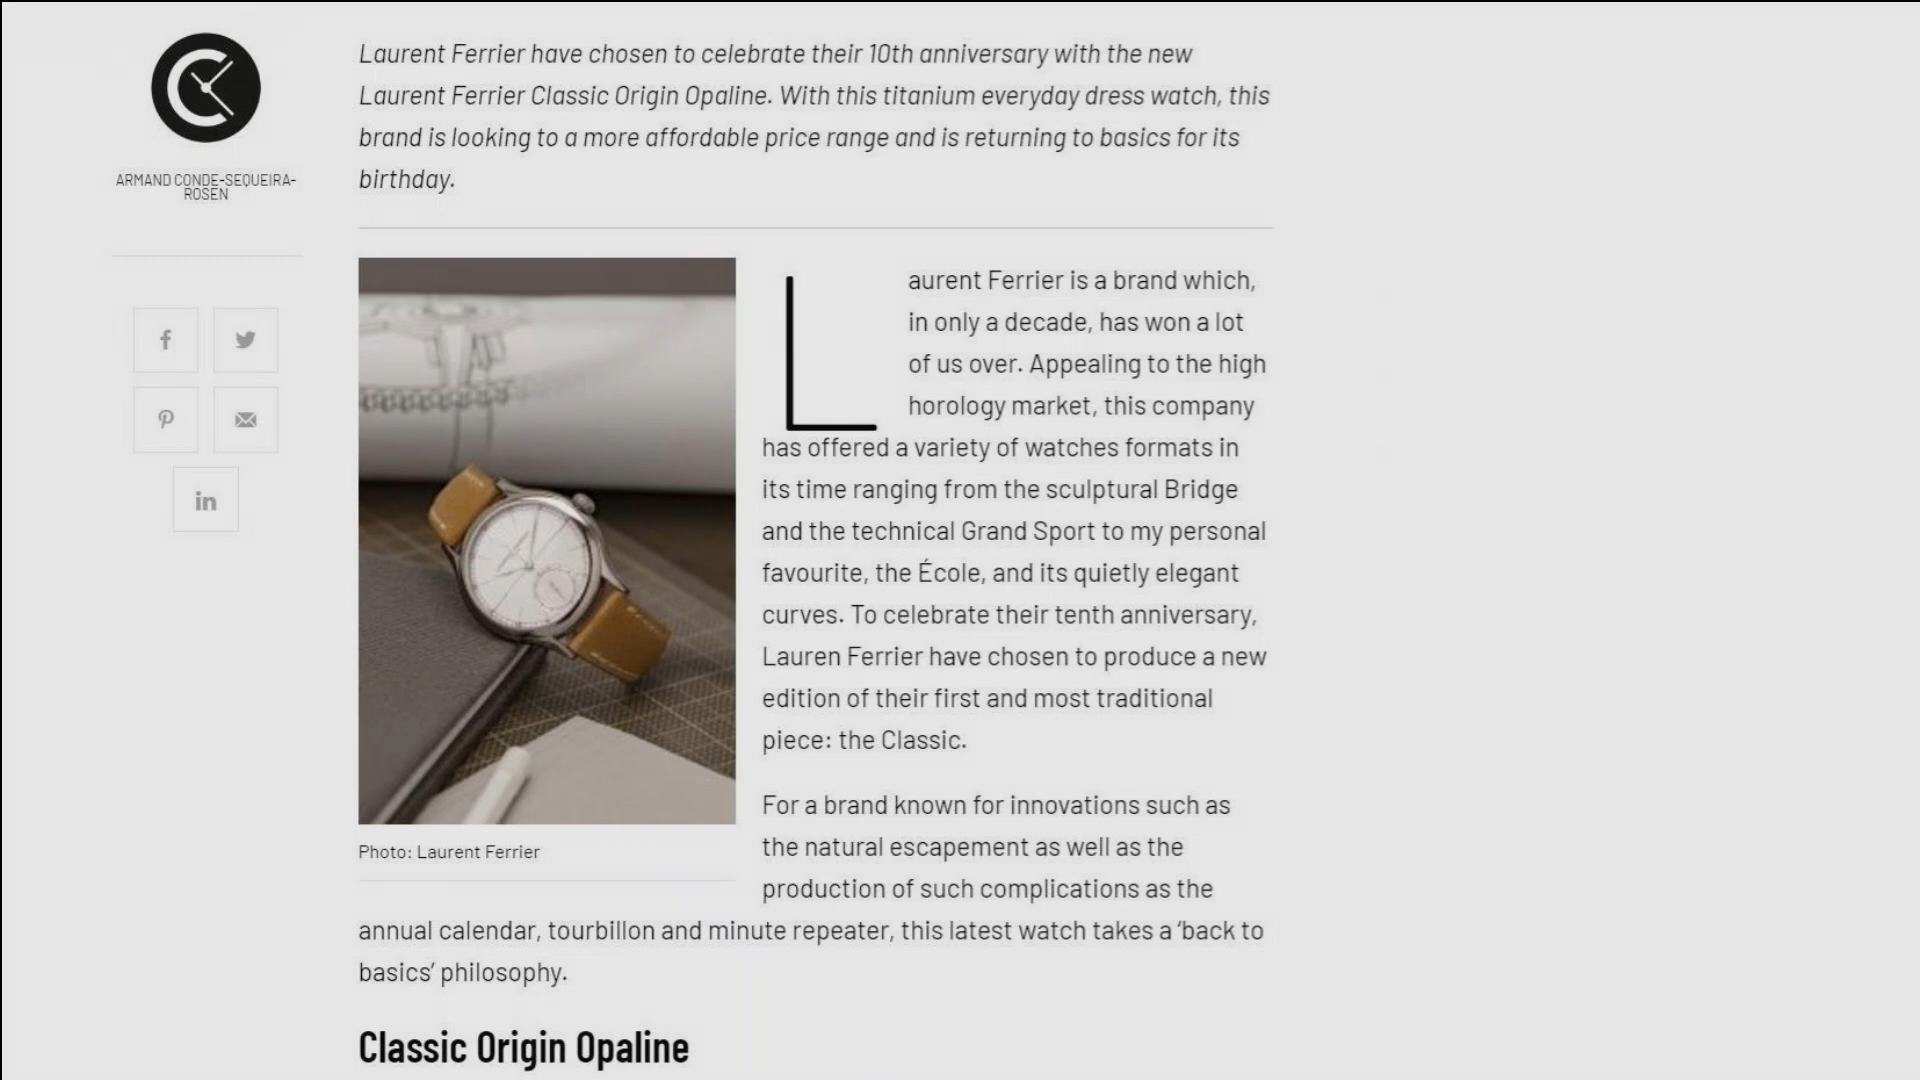 ARMAND CONDE-SEQUEIRA-
ROSEN
Laurent Ferrier have chosen to celebrate their 10th anniversary with the new
Laurent Ferrier Classic Origin Opaline. With this titanium everyday dress watch, this
brand is looking to a more affordable price range and is returning to basics for its
birthday.
Laurent Ferrier is a brand which,
in only a decade, has won a lot
of us over. Appealing to the high
horology market, this company
has offered a variety of watches formats in
its time ranging from the sculptural Bridge
and the technical Grand Sport to my personal
favourite, the École, and its quietly elegant
curves. To celebrate their tenth anniversary,
Lauren Ferrier have chosen to produce a new
edition of their first and most traditional
piece: the Classic.
Photo: Laurent Ferrier
For a brand known for innovations such as
the natural escapement as well as the
production of such complications as the
annual calendar, tourbillon and minute repeater, this latest watch takes a ‘back to
basics’ philosophy.
Classic Origin Opaline